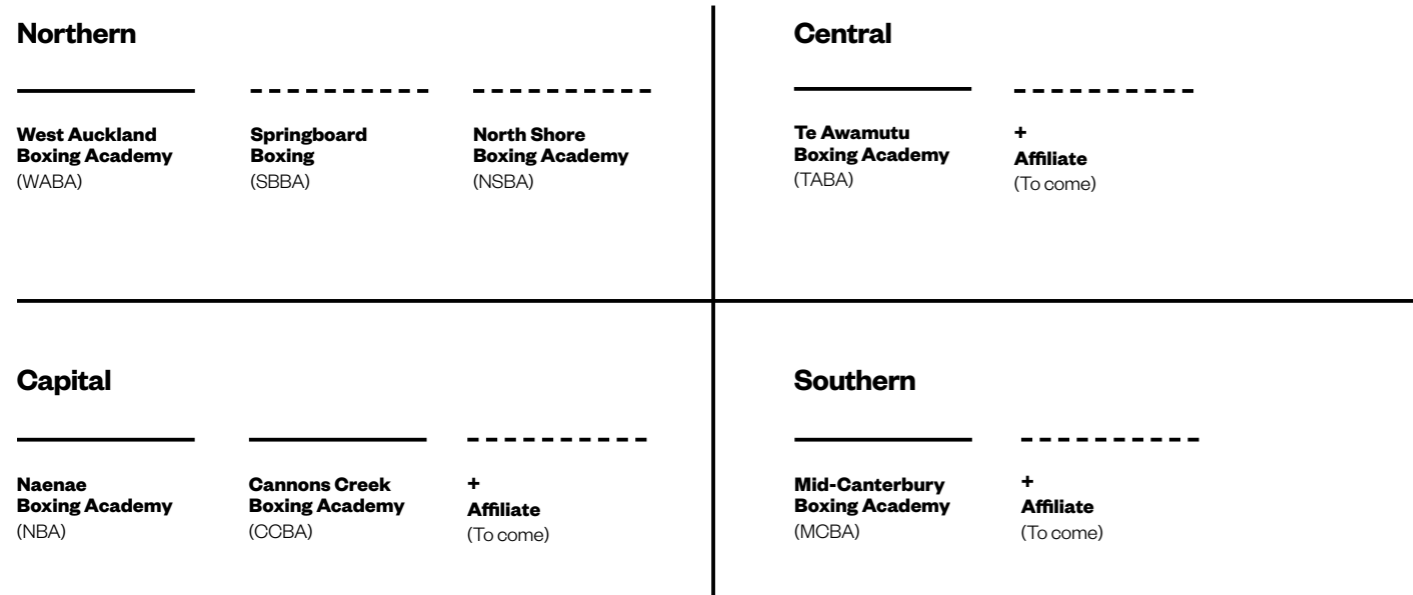 Northern
West Auckland
Boxing Academy
(WABA)
Springboard
Boxing
(SBBA)
North Shore
Boxing Academy
(NSBA)
Central
Te Awamutu
Boxing Academy
(TABA)
+
Affiliate
(To come)
Capital
Naenae
Boxing Academy
(NBA)
Cannons Creek
Boxing Academy
(CCBA)
+
Affiliate
(To come)
Southern
Mid-Canterbury
Boxing Academy
(MCBA)
+
Affiliate
(To come)